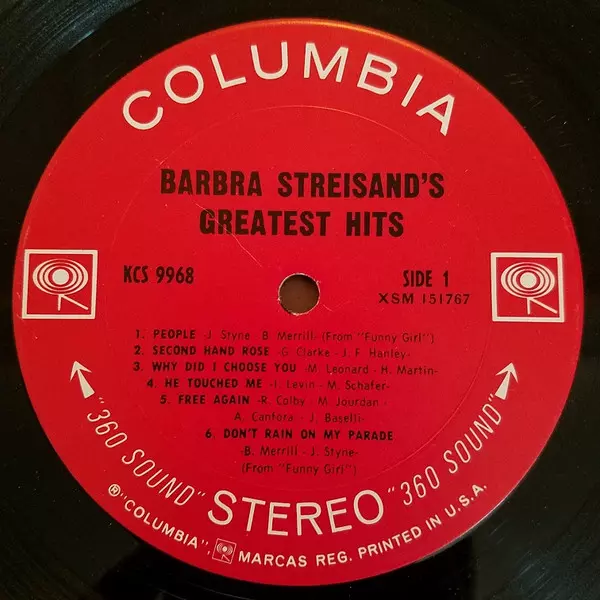 COLUMBIA
BARBRA STREISAND'S
GREATEST HITS
KCS 9968
SIDE 1
XSM 151767
1. PEOPLE -J. Styne - B. Merrill- (From "Funny Girl")
2. SECOND HAND ROSE -G. Clarke - J. F. Hanley-
3. WHY DID I CHOOSE YOU -M. Leonard - H. Martin-
4. HE TOUCHED ME -I. Levin - M. Schafer-
5. FREE AGAIN -R. Colby - M. Jourdan -
A. Canfora - J. Baselli-
6. DON'T RAIN ON MY PARADE
-B. Merrill - J. Styne-
(From "Funny Girl")
"360 SOUND" STEREO "360 SOUND"
® "COLUMBIA", MARCAS REG. PRINTED IN U.S.A.